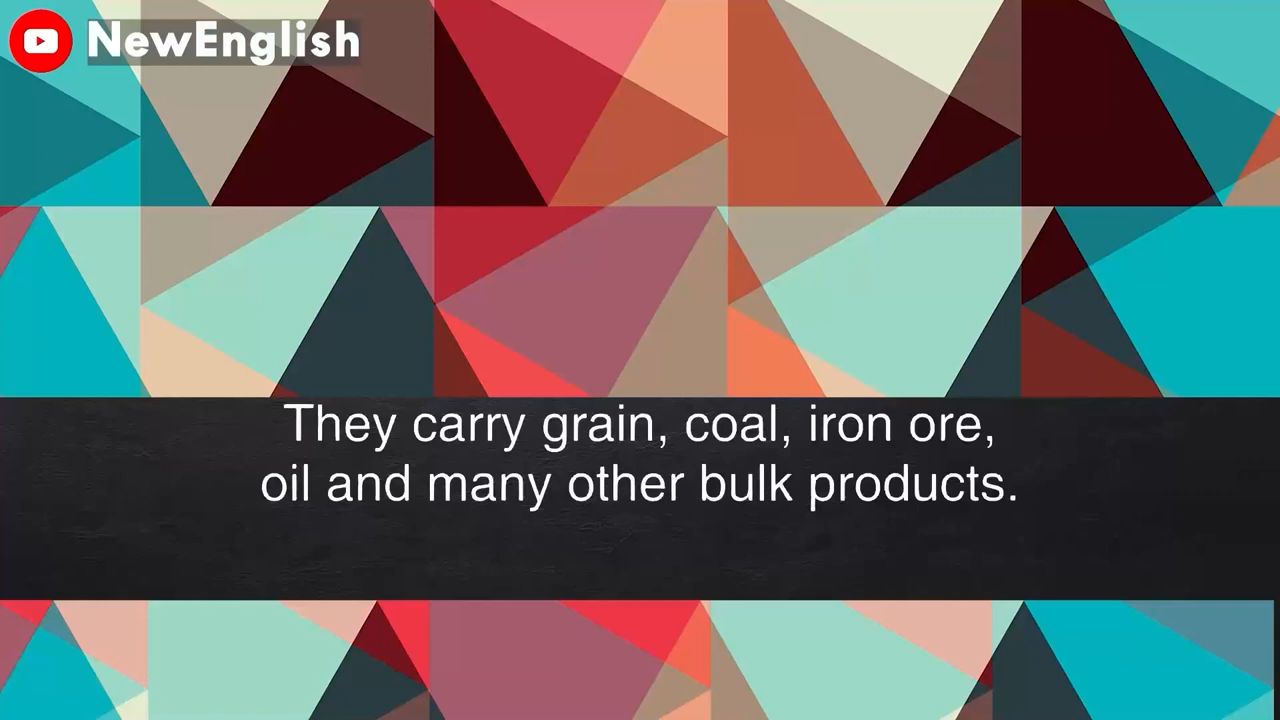 NewEnglish
They carry grain, coal, iron ore,
oil and many other bulk products.